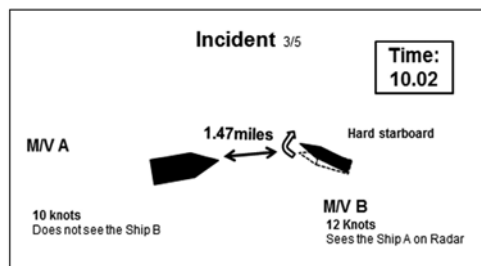 Incident 3/5
Time:
10.02
1.47miles
Hard starboard
M/V A
M/V B
10 knots
Does not see the Ship B
12 Knots
Sees the Ship A on Radar